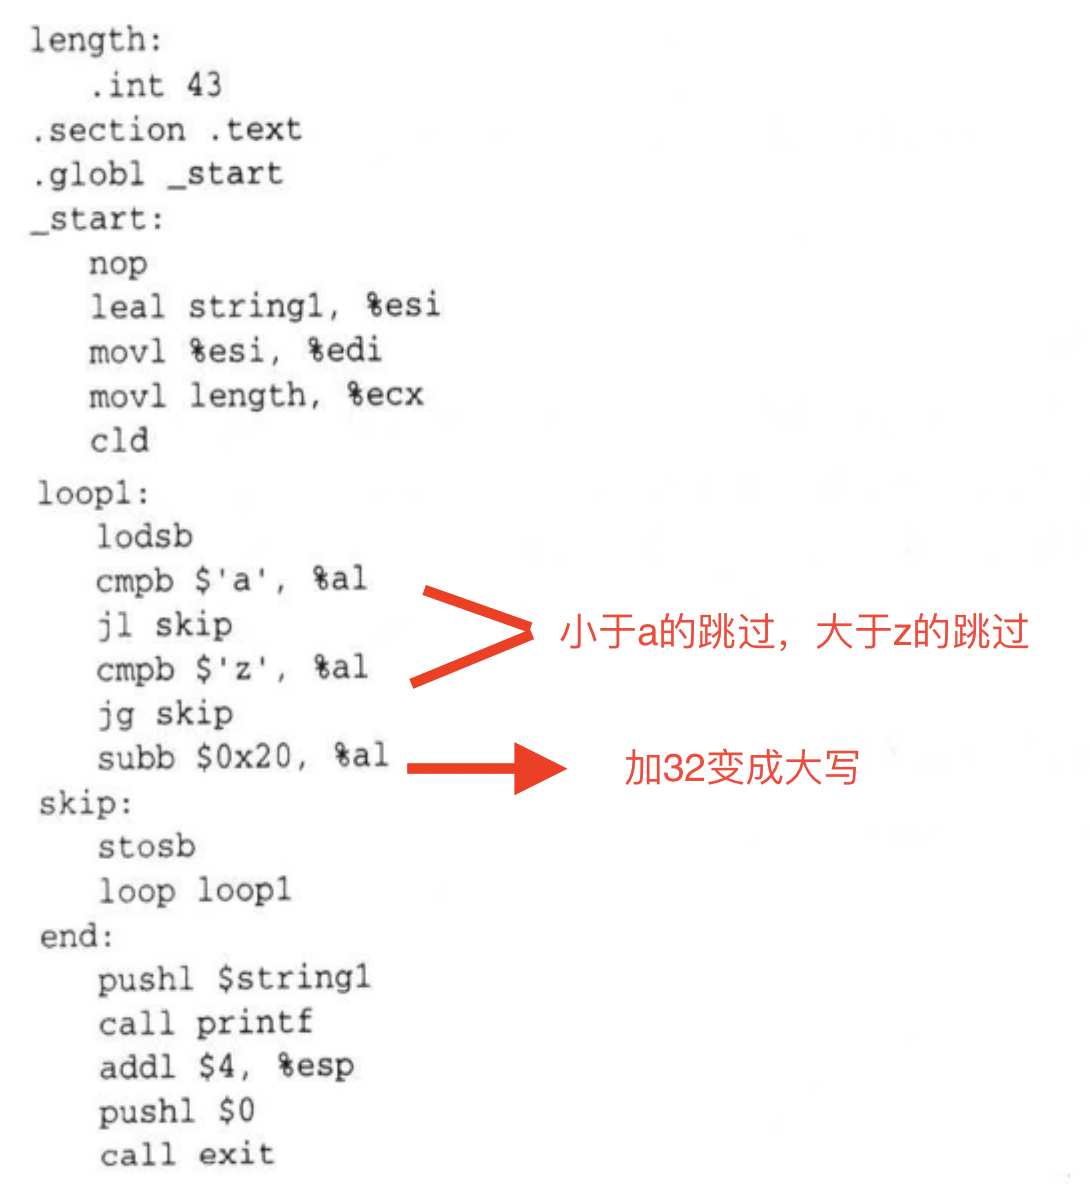 length:
.int 43
.section .text
.globl _start
_start:
nop
leal string1, %esi
movl %esi, %edi
movl length, %ecx
cld
loop1:
lodsb
cmpb $'a', %al
jl skip
小于a的跳过，大于z的跳过
cmpb $'z', %al
jg skip
subb $0x20, %al
加32变成大写
skip:
stosb
loop loop1
end:
pushl $string1
call printf
addl $4, %esp
pushl $0
call exit